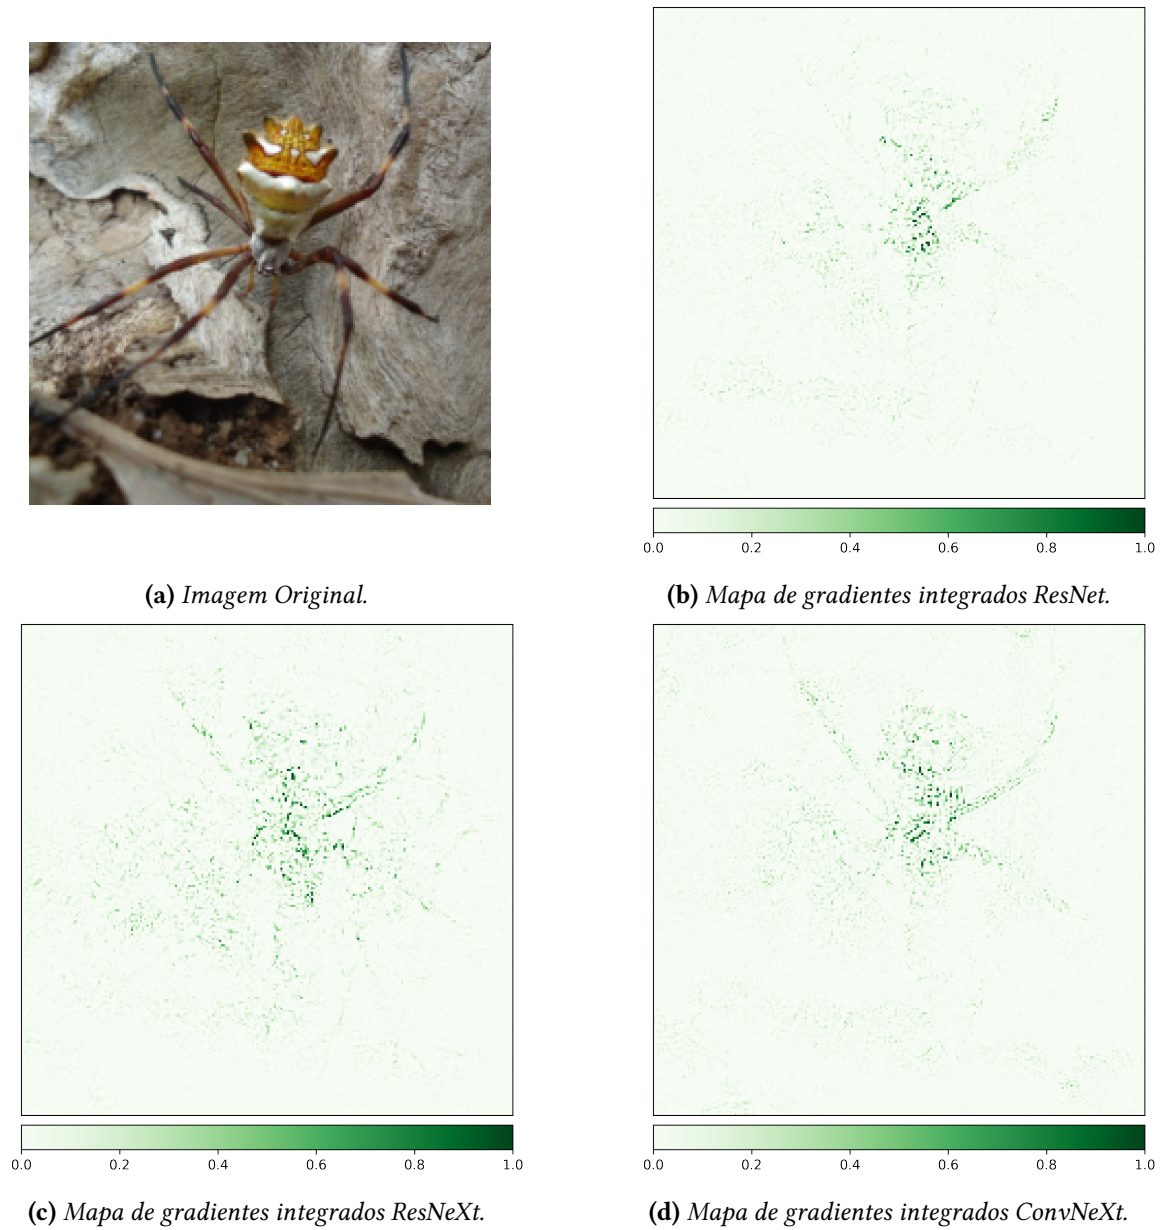 0.0 0.2 0.4 0.6 0.8 1.0
(a) Imagem Original.
(b) Mapa de gradientes integrados ResNet.
0.0 0.2 0.4 0.6 0.8 1.0
0.0 0.2 0.4 0.6 0.8 1.0
(c) Mapa de gradientes integrados ResNeXt.
(d) Mapa de gradientes integrados ConvNeXt.